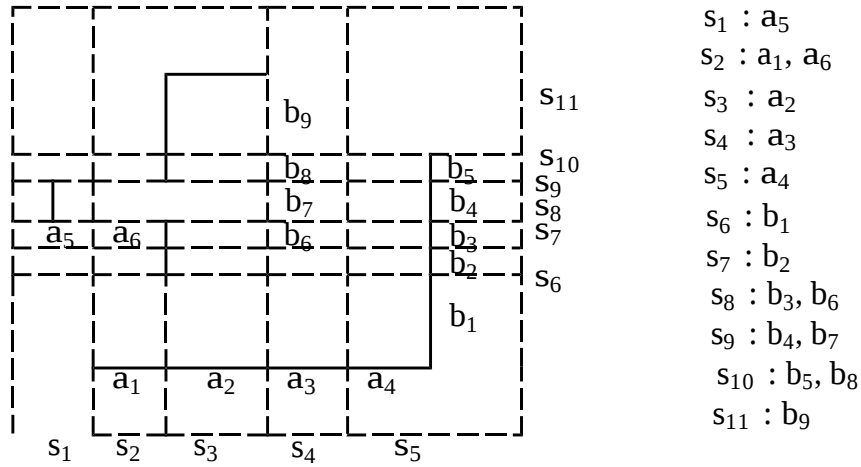 s₁ : a₅
s₂ : a₁, a₆
s₁₁
s₃ : a₂
b₉
s₄ : a₃
s₁₀
b₈ b₅
s₉
s₅ : a₄
b₇ b₄ s₈
s₆ : b₁
a₅ a₆ b₆ b₃ s₇
s₇ : b₂
b₂
s₆
s₈ : b₃, b₆
b₁
s₉ : b₄, b₇
a₁ a₂ a₃ a₄
s₁₀ : b₅, b₈
s₁₁ : b₉
s₁ s₂ s₃ s₄ s₅